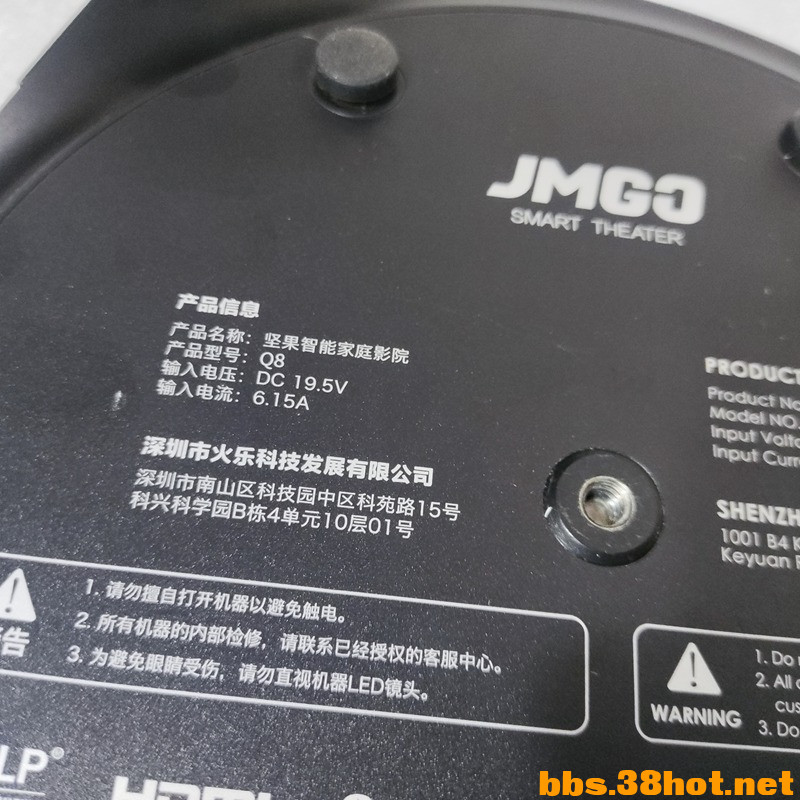 JMGO
SMART THEATER
产品信息
产品名称：坚果智能家庭影院
产品型号：Q8
输入电压：DC 19.5V
输入电流：6.15A
深圳市火乐科技发展有限公司
深圳市南山区科技园中区科苑路15号
科兴科学园B栋4单元10层01号
PRODUCT
Product
Model NO.
Input
Input
1001 B4
Keyuan
1. 请勿擅自打开机器以避免触电。
2. 所有机器的内部检修，请联系已经授权的客服中心。
3. 为避免眼睛受伤，请勿直视机器LED镜头。
告
WARNING
1. Do
2. All
3. Do
LP®
bbs.38hot.net